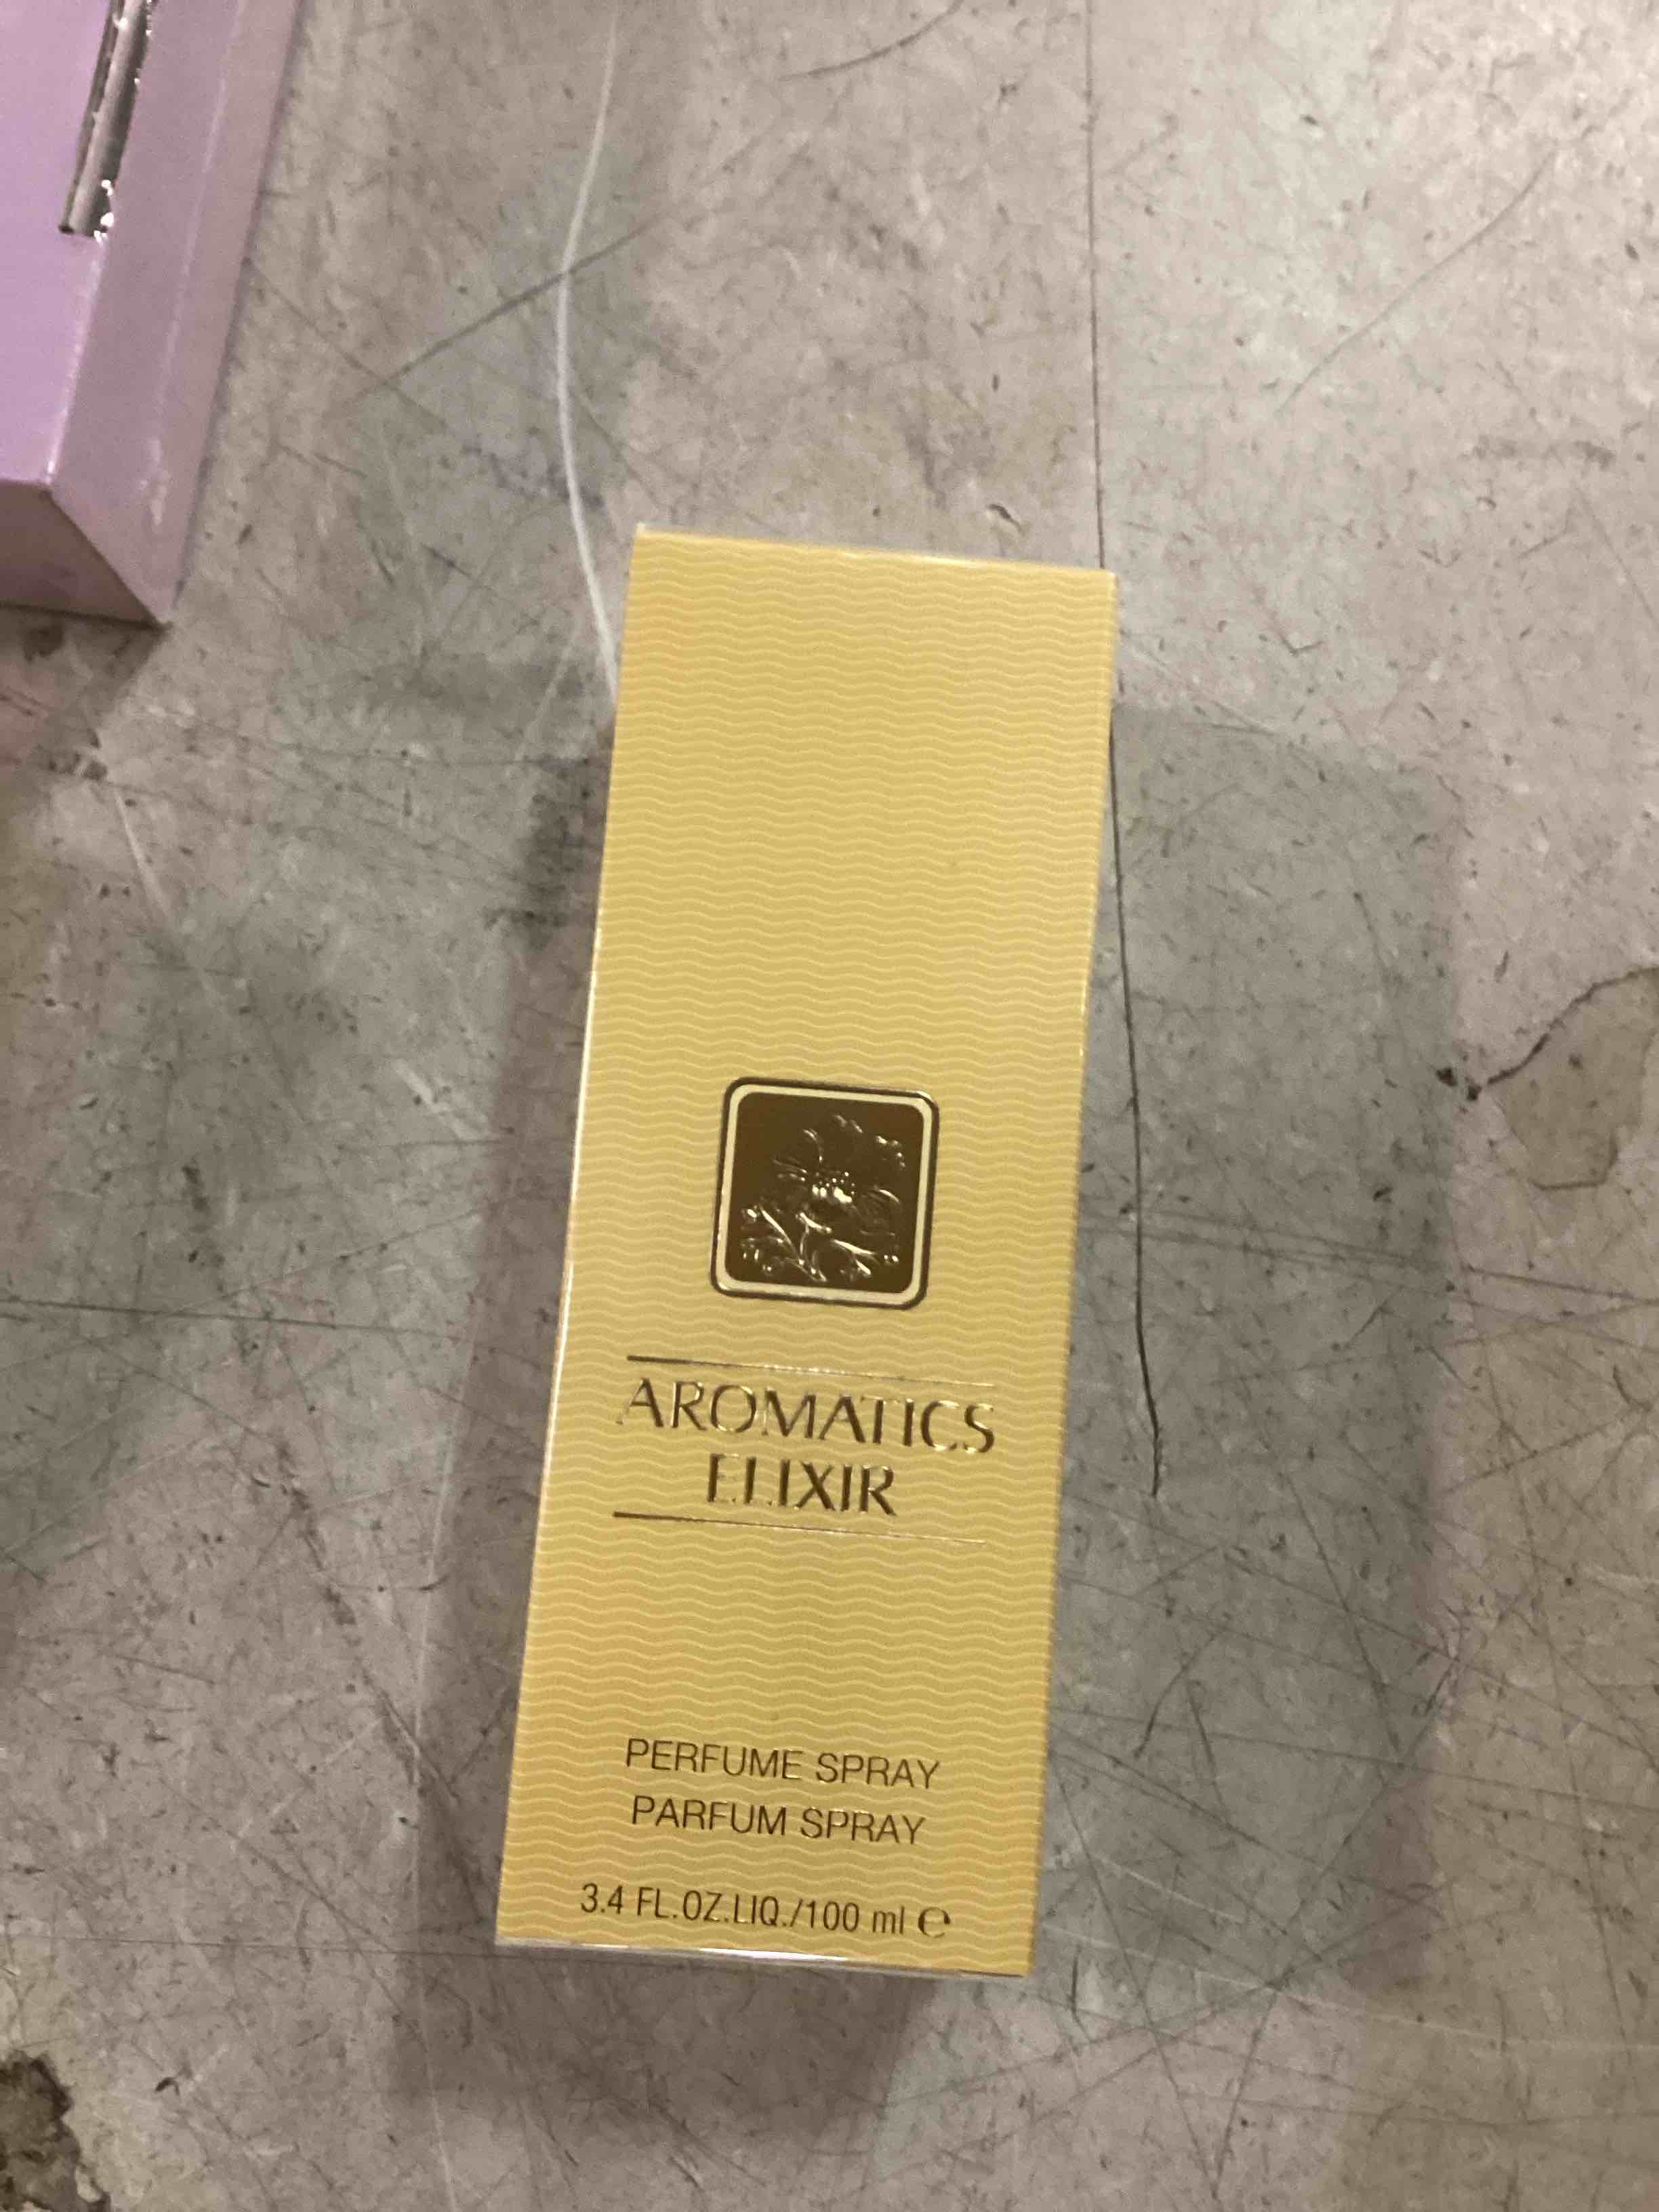 AROMATICS
ELIXIR
PERFUME SPRAY
PARFUM SPRAY
3.4 FL.OZ.LIQ./100 ml ℮